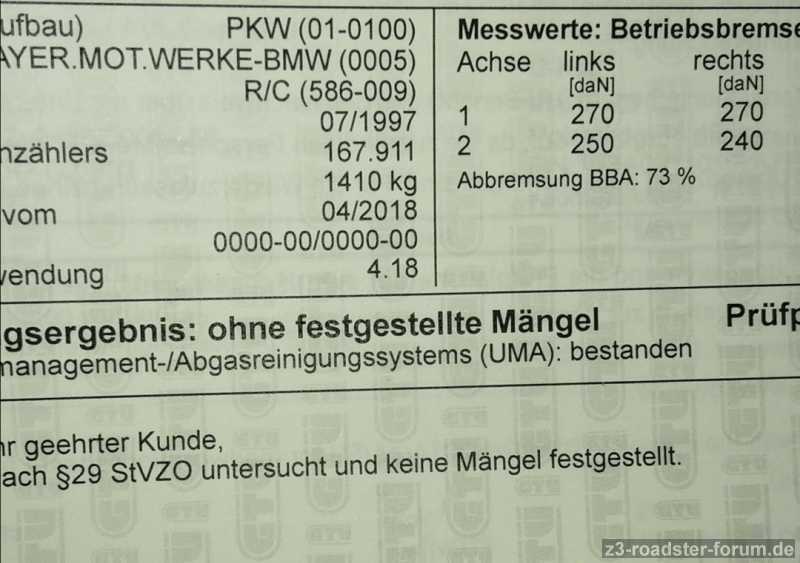 ufbau) PKW (01-0100)
AYER.MOT.WERKE-BMW (0005)
R/C (586-009)
07/1997
nzählers 167.911
1410 kg
vom 04/2018
0000-00/0000-00
wendung 4.18
Messwerte: Betriebsbremse
Achse links rechts
[daN] [daN]
1 270 270
2 250 240
Abbremsung BBA: 73 %
gsergebnis: ohne festgestellte Mängel Prüfp
management-/Abgasreinigungssystems (UMA): bestanden
hr geehrter Kunde,
ach §29 StVZO untersucht und keine Mängel festgestellt.
z3-roadster-forum.de